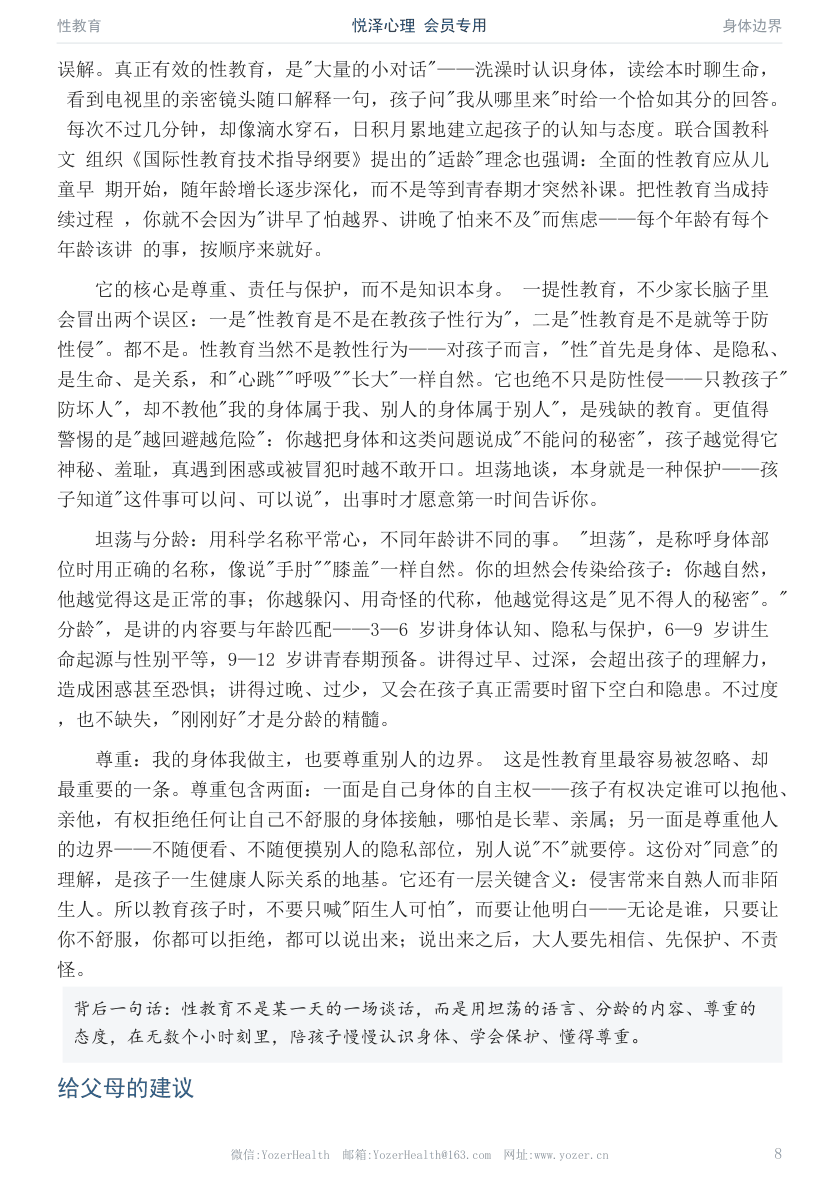 性教育
悦泽心理 会员专用
身体边界
误解。真正有效的性教育，是"大量的小对话"——洗澡时认识身体，读绘本时聊生命，
看到电视里的亲密镜头随口解释一句，孩子问"我从哪里来"时给一个恰如其分的回答。
每次不过几分钟，却像滴水穿石，日积月累地建立起孩子的认知与态度。联合国教科
文 组织《国际性教育技术指导纲要》提出的"适龄"理念也强调：全面的性教育应从儿
童早 期开始，随年龄增长逐步深化，而不是等到青春期才突然补课。把性教育当成持
续过程 ，你就不会因为"讲早了怕越界、讲晚了怕来不及"而焦虑——每个年龄有每个
年龄该讲 的事，按顺序来就好。
它的核心是尊重、责任与保护，而不是知识本身。 一提性教育，不少家长脑子里
会冒出两个误区：一是"性教育是不是在教孩子性行为"，二是"性教育是不是就等于防
性侵"。都不是。性教育当然不是教性行为——对孩子而言，"性"首先是身体、是隐私、
是生命、是关系，和"心跳""呼吸""长大"一样自然。它也绝不只是防性侵——只教孩子"
防坏人"，却不教他"我的身体属于我、别人的身体属于别人"，是残缺的教育。更值得
警惕的是"越回避越危险"：你越把身体和这类问题说成"不能问的秘密"，孩子越觉得它
神秘、羞耻，真遇到困惑或被冒犯时越不敢开口。坦荡地谈，本身就是一种保护——孩
子知道"这件事可以问、可以说"，出事时才愿意第一时间告诉你。
坦荡与分龄：用科学名称平常心，不同年龄讲不同的事。 "坦荡"，是称呼身体部
位时用正确的名称，像说"手肘""膝盖"一样自然。你的坦然会传染给孩子：你越自然，
他越觉得这是正常的事；你越躲闪、用奇怪的代称，他越觉得这是"见不得人的秘密"。"
分龄"，是讲的内容要与年龄匹配——3—6 岁讲身体认知、隐私与保护，6—9 岁讲生
命起源与性别平等，9—12 岁讲青春期预备。讲得过早、过深，会超出孩子的理解力，
造成困惑甚至恐惧；讲得过晚、过少，又会在孩子真正需要时留下空白和隐患。不过度
，也不缺失，"刚刚好"才是分龄的精髓。
尊重：我的身体我做主，也要尊重别人的边界。 这是性教育里最容易被忽略、却
最重要的一条。尊重包含两面：一面是自己身体的自主权——孩子有权决定谁可以抱他、
亲他，有权拒绝任何让自己不舒服的身体接触，哪怕是长辈、亲属；另一面是尊重他人
的边界——不随便看、不随便摸别人的隐私部位，别人说"不"就要停。这份对"同意"的
理解，是孩子一生健康人际关系的地基。它还有一层关键含义：侵害常来自熟人而非陌
生人。所以教育孩子时，不要只喊"陌生人可怕"，而要让他明白——无论是谁，只要让
你不舒服，你都可以拒绝，都可以说出来；说出来之后，大人要先相信、先保护、不责
怪。
背后一句话：性教育不是某一天的一场谈话，而是用坦荡的语言、分龄的内容、尊重的
态度，在无数个小时刻里，陪孩子慢慢认识身体、学会保护、懂得尊重。
给父母的建议
微信:YozerHealth 邮箱:YozerHealth@163.com 网址:www.yozer.cn
8